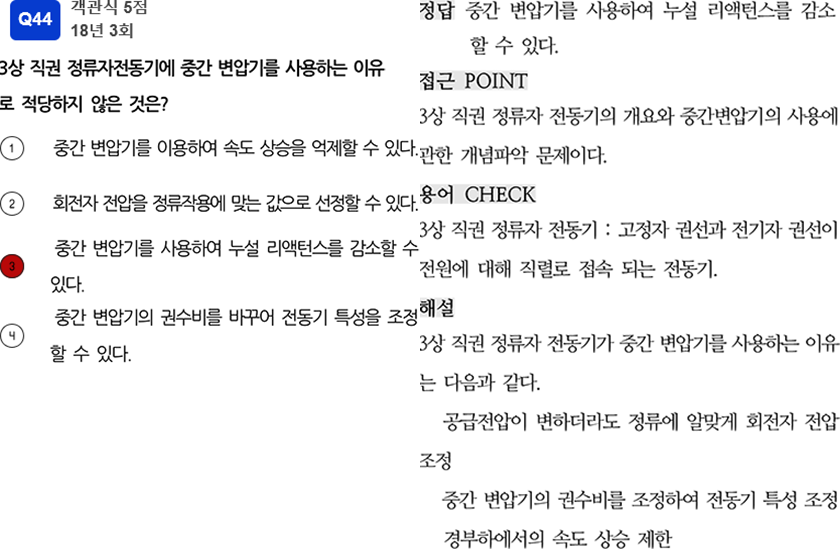 Q44
객관식 5점
18년 3회
3상 직권 정류자전동기에 중간 변압기를 사용하는 이유
로 적당하지 않은 것은?
1 중간 변압기를 이용하여 속도 상승을 억제할 수 있다.
2 회전자 전압을 정류작용에 맞는 값으로 선정할 수 있다.
3 중간 변압기를 사용하여 누설 리액턴스를 감소할 수
있다.
4 중간 변압기의 권수비를 바꾸어 전동기 특성을 조정
할 수 있다.
정답 중간 변압기를 사용하여 누설 리액턴스를 감소
할 수 있다.
접근 POINT
3상 직권 정류자 전동기의 개요와 중간변압기의 사용에
관한 개념파악 문제이다.
용어 CHECK
3상 직권 정류자 전동기 : 고정자 권선과 전기자 권선이
전원에 대해 직렬로 접속 되는 전동기.
해설
3상 직권 정류자 전동기가 중간 변압기를 사용하는 이유
는 다음과 같다.
공급전압이 변하더라도 정류에 알맞게 회전자 전압
조정
중간 변압기의 권수비를 조정하여 전동기 특성 조정
경부하에서의 속도 상승 제한